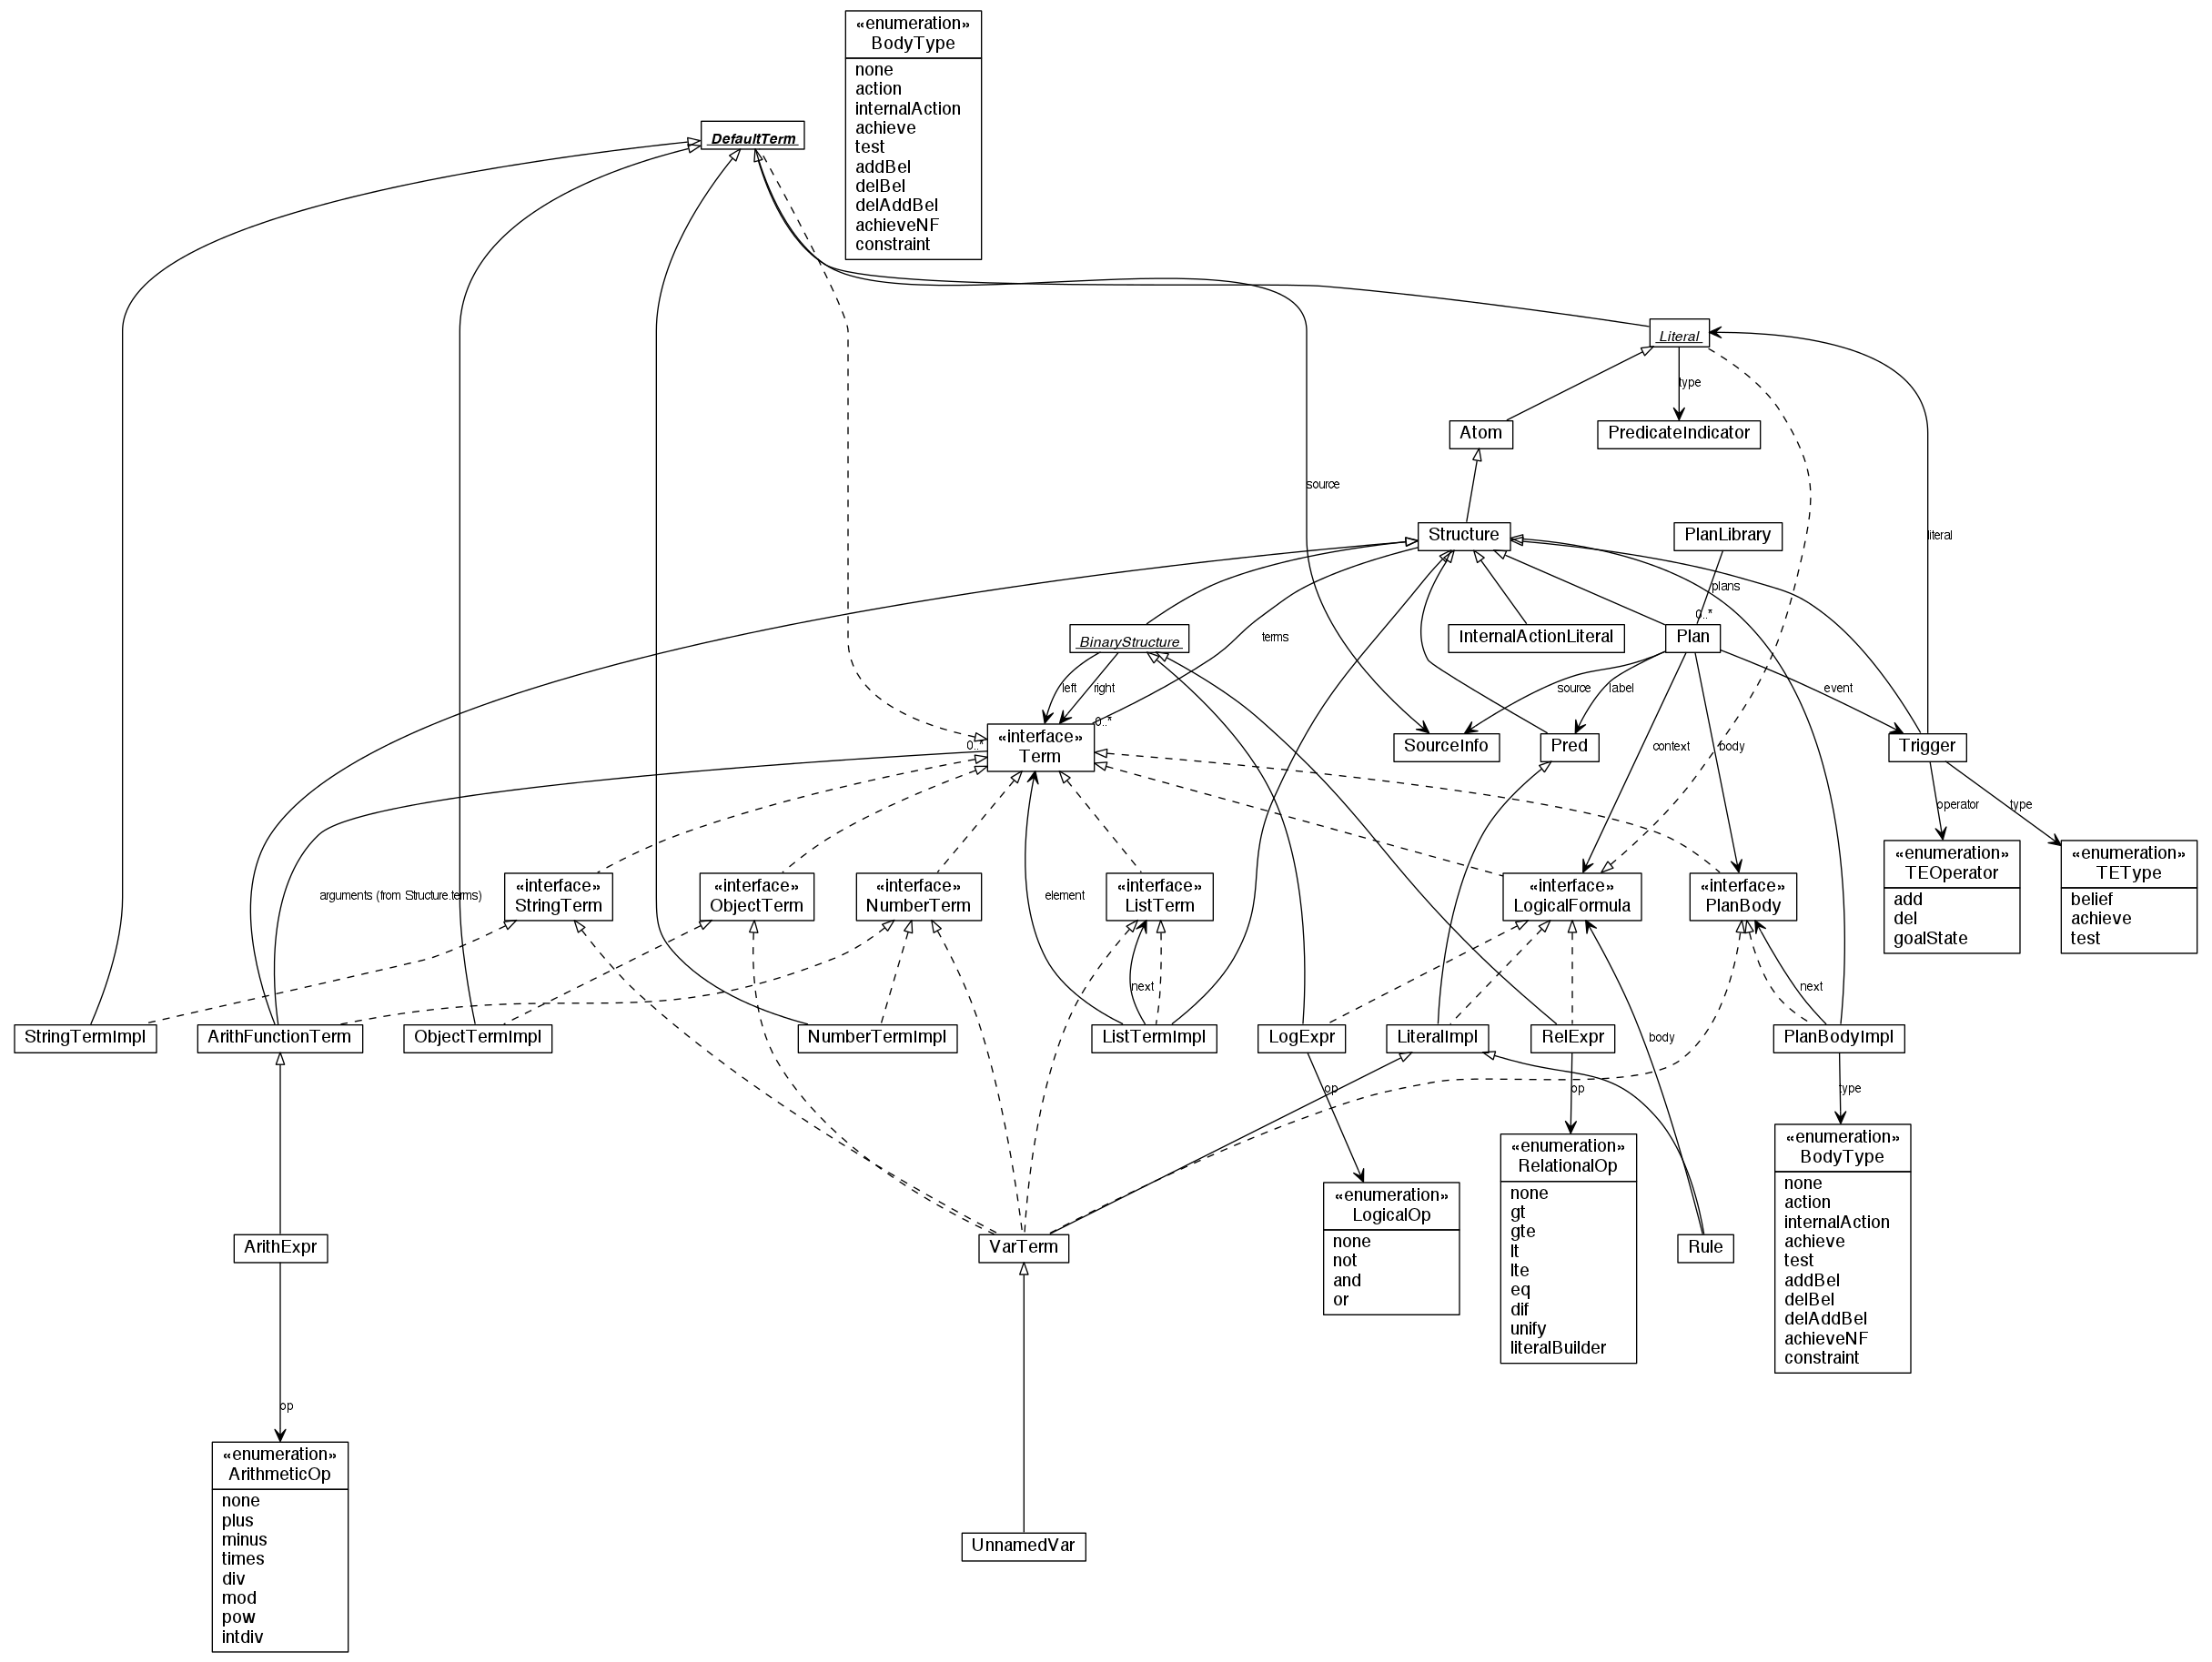 «enumeration»
BodyType
none
action
internalAction
achieve
test
addBel
delBel
delAddBel
achieveNF
constraint
DefaultTerm
Literal
type
Atom
PredicateIndicator
source
Structure
PlanLibrary
literal
plans
0..*
BinaryStructure
terms
InternalActionLiteral
Plan
left
right
source
label
event
0..*
0..*
«interface»
Term
SourceInfo
Pred
context
body
Trigger
operator
type
arguments (from Structure.terms)
«interface»
StringTerm
«interface»
ObjectTerm
«interface»
NumberTerm
element
«interface»
ListTerm
«interface»
LogicalFormula
«interface»
PlanBody
«enumeration»
TEOperator
add
del
goalState
«enumeration»
TEType
belief
achieve
test
next
next
StringTermImpl
ArithFunctionTerm
ObjectTermImpl
NumberTermImpl
ListTermImpl
LogExpr
LiteralImpl
RelExpr
body
PlanBodyImpl
op
op
type
ArithExpr
VarTerm
«enumeration»
LogicalOp
none
not
and
or
«enumeration»
RelationalOp
none
gt
gte
lt
lte
eq
dif
unify
literalBuilder
Rule
«enumeration»
BodyType
none
action
internalAction
achieve
test
addBel
delBel
delAddBel
achieveNF
constraint
op
«enumeration»
ArithmeticOp
none
plus
minus
times
div
mod
pow
intdiv
UnnamedVar